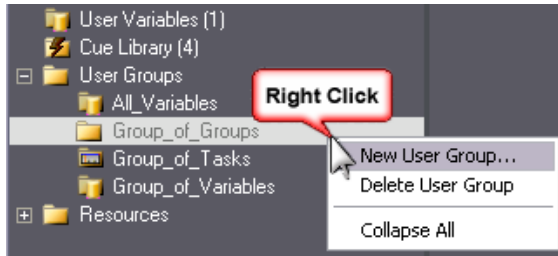 User Variables (1)
Cue Library (4)
User Groups
All_Variables
Right Click
Group_of_Groups
Group_of_Tasks
Group_of_Variables
Resources
New User Group...
Delete User Group
Collapse All